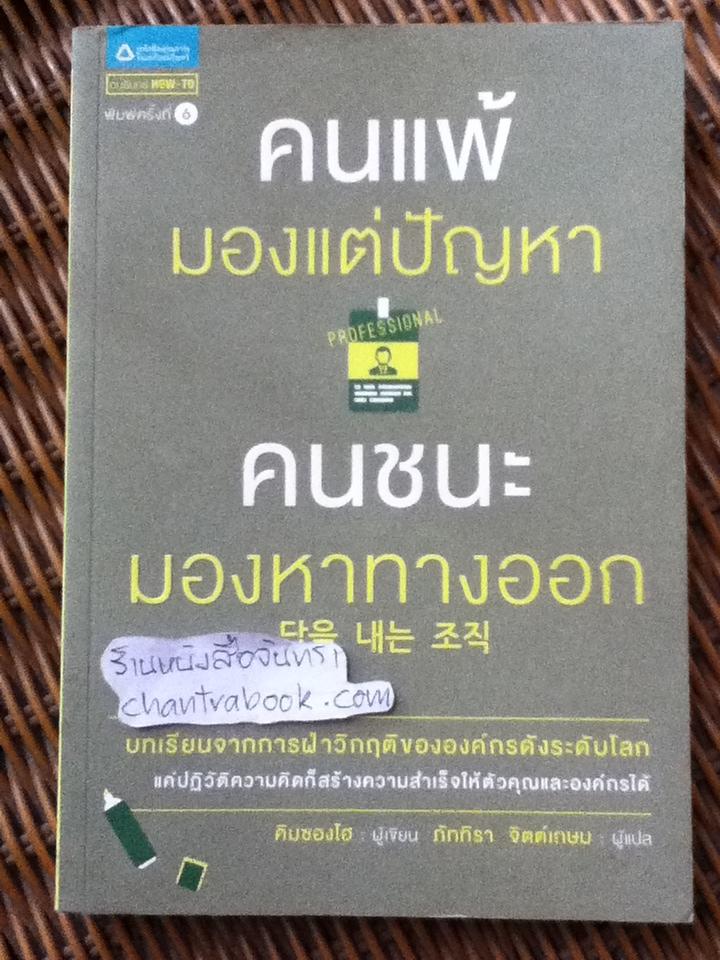 อมรินทร์ HOW-TO
พิมพ์ครั้งที่ 6
คนแพ้
มองแต่ปัญหา
PROFESSIONAL
คนชนะ
มองหาทางออก
답을 내는 조직
ร้านหนังสือจันทรา
chantrabook.com
บทเรียนจากการฝ่าวิกฤติขององค์กรดังระดับโลก
แค่ปฏิวัติความคิดก็สร้างความสำเร็จให้ตัวคุณและองค์กรได้
คิมซองโฮ : ผู้เขียน ภัททิรา จิตต์เกษม : ผู้แปล